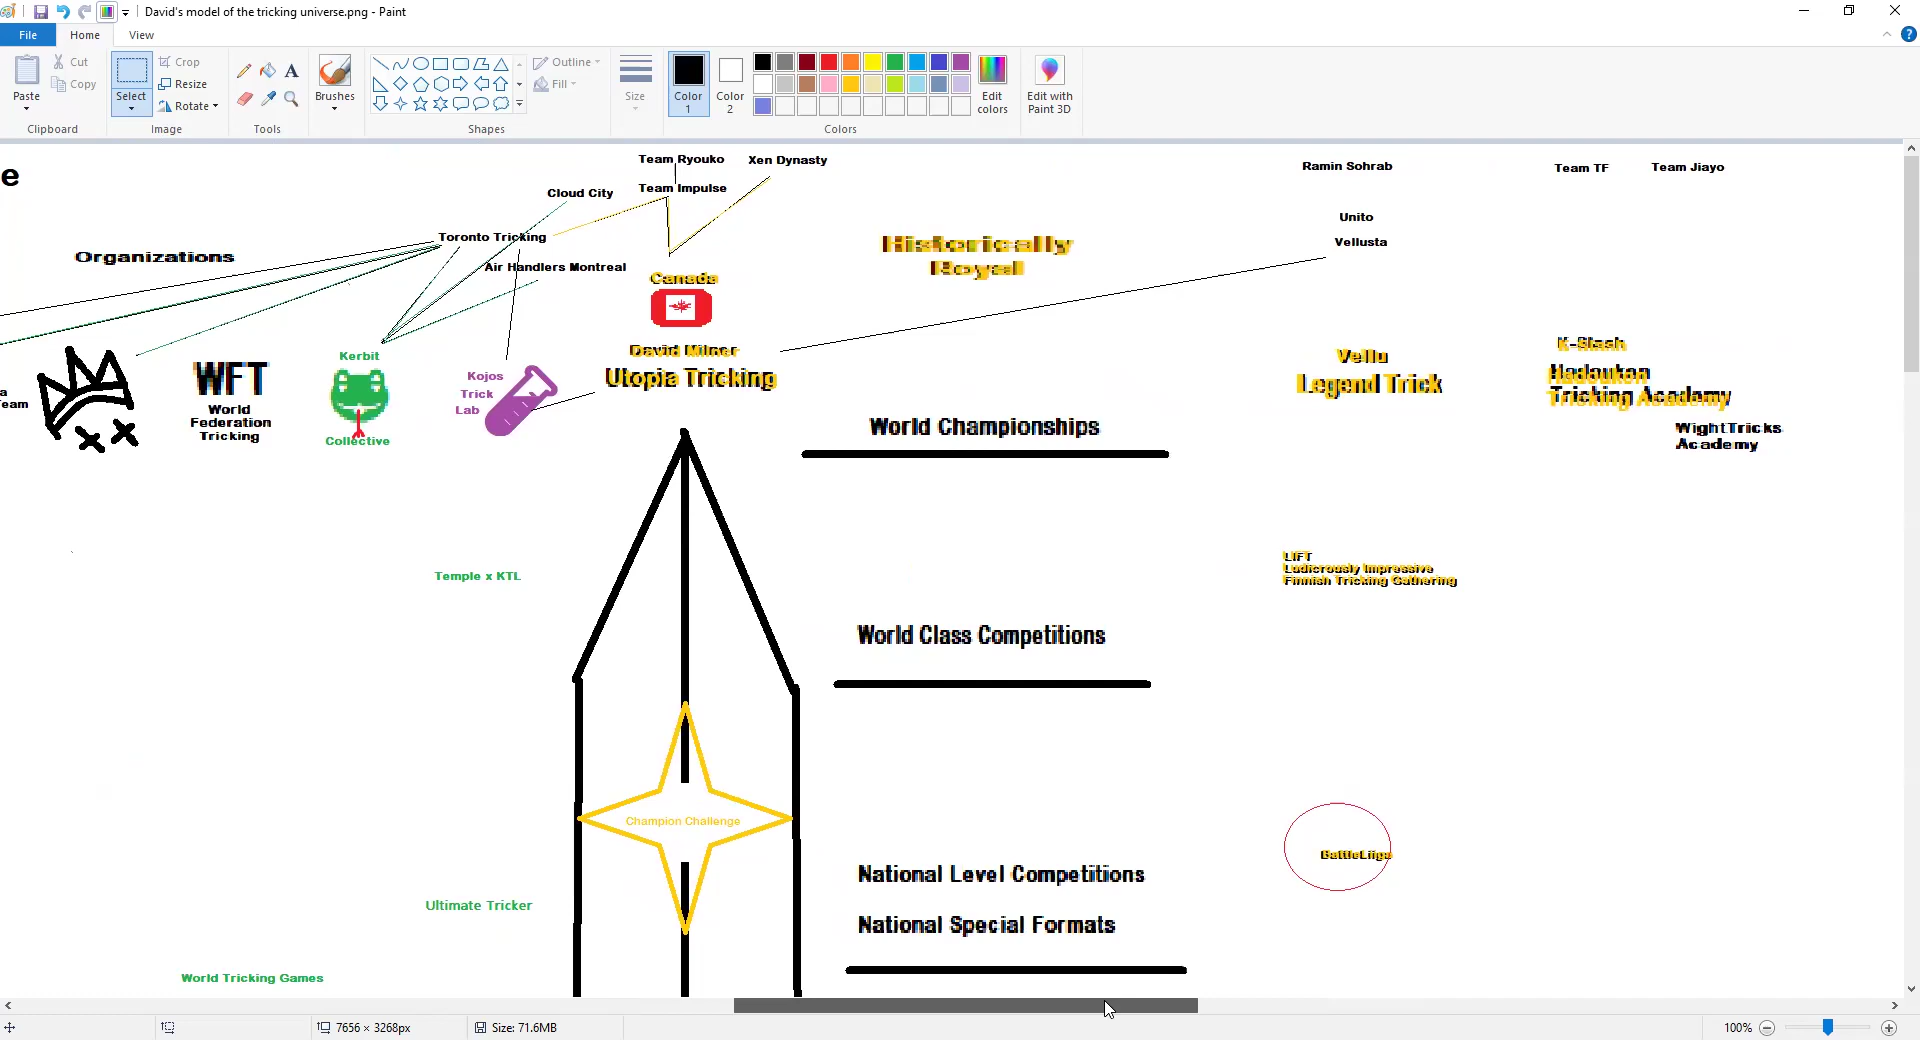 David's model of the tricking universe.png - Paint
File
Home
View
Paste
Cut
Copy
Clipboard
Select
Crop
Resize
Rotate
Image
Tools
Brushes
Shapes
Outline
Fill
Size
Color 1
Color 2
Colors
Edit colors
Edit with Paint 3D
e
Team Ryouko
Xen Dynasty
Team Impulse
Cloud City
Toronto Tricking
Air Handlers Montreal
Organizations
Canada
Historically
Royal
Ramin Sohrab
Team TF
Team Jiayo
Unito
Vellusta
a
Team
WFT
World
Federation
Tricking
Kerbit
Collective
Kojos
Trick
Lab
David Milner
Utopia Tricking
Vellu
Legend Trick
K-Slash
Hadouken
Tricking Academy
WightTricks
Academy
World Championships
Temple x KTL
LIFT
Ludicrously Impressive
Finnish Tricking Gathering
World Class Competitions
Champion Challenge
BattleLiiga
National Level Competitions
Ultimate Tricker
National Special Formats
World Tricking Games
7656 × 3268px
Size: 71.6MB
100%